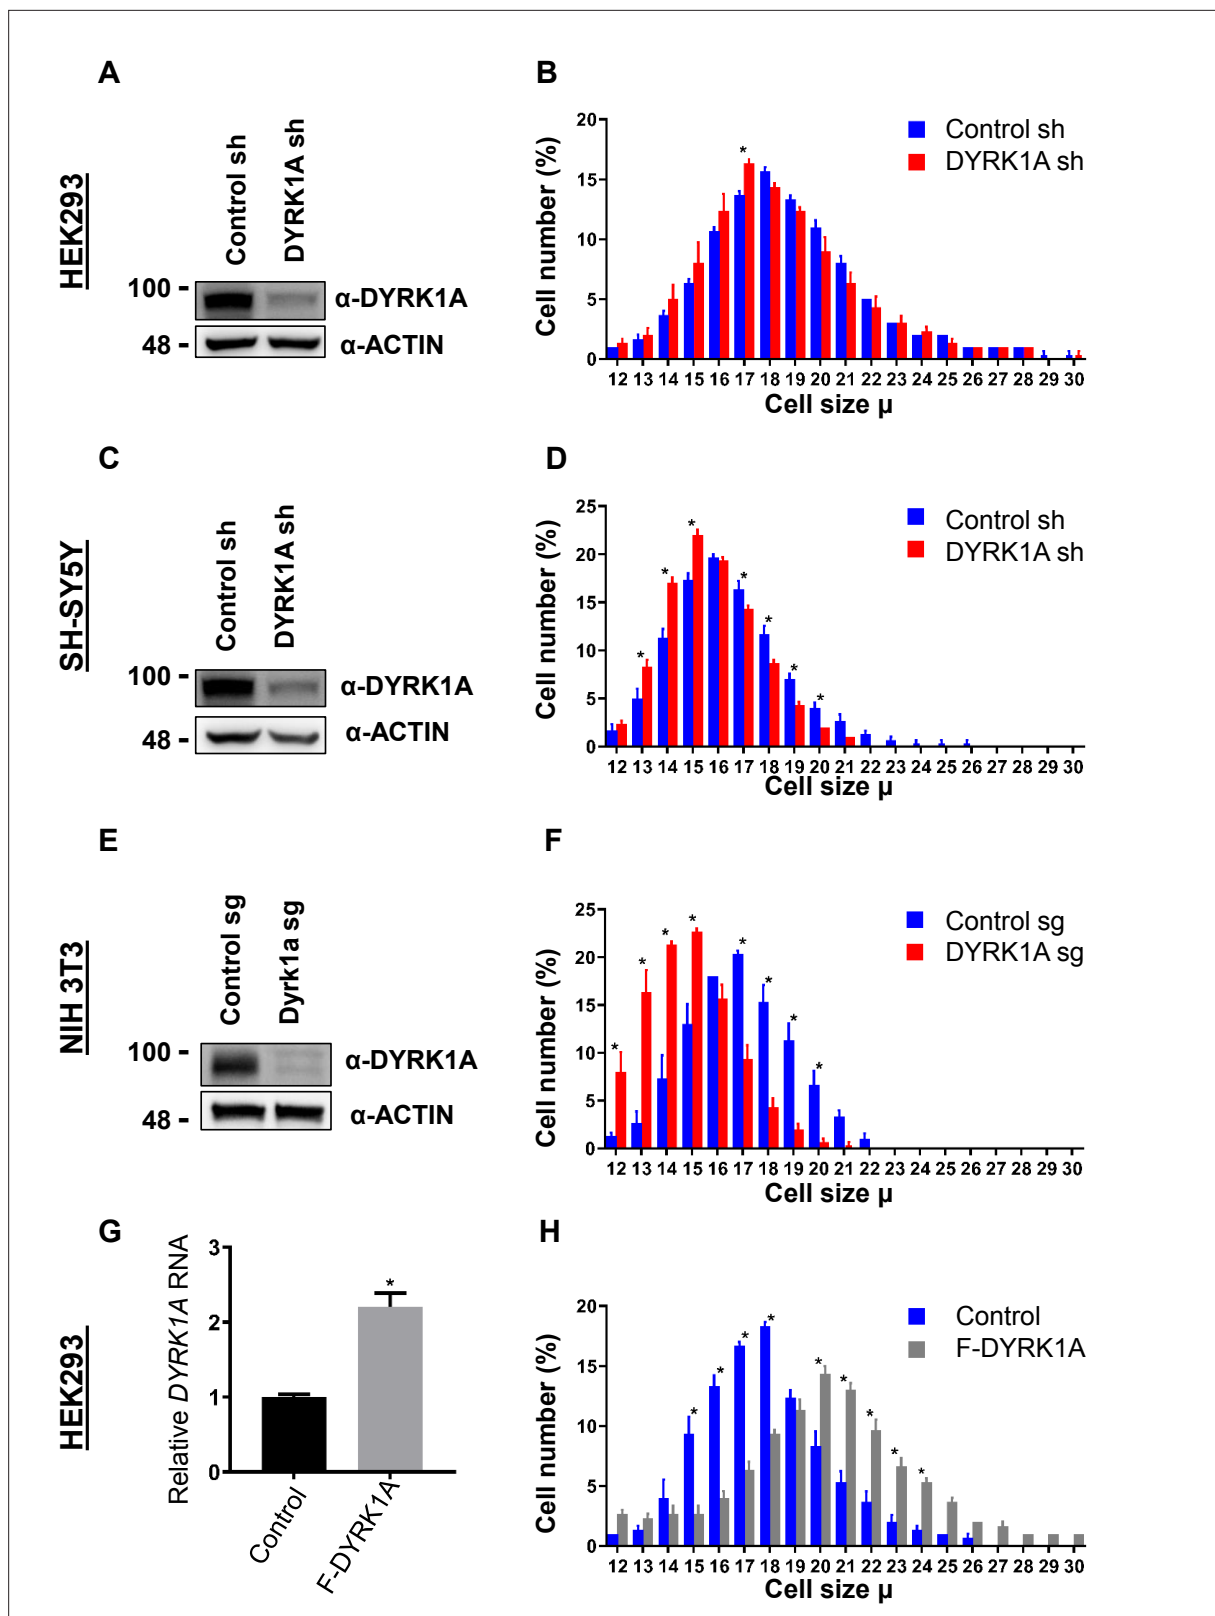 A
HEK293
Control sh
DYRK1A sh
100 -
α-DYRK1A
48 -
α-ACTIN
B
Cell number (%)
20
15
10
5
0
Control sh
DYRK1A sh
*
12 13 14 15 16 17 18 19 20 21 22 23 24 25 26 27 28 29 30
Cell size µ
C
SH-SY5Y
Control sh
DYRK1A sh
100 -
α-DYRK1A
48 -
α-ACTIN
D
Cell number (%)
25
20
15
10
5
0
Control sh
DYRK1A sh
* * * * * * *
12 13 14 15 16 17 18 19 20 21 22 23 24 25 26 27 28 29 30
Cell size µ
E
NIH 3T3
Control sg
Dyrk1a sg
100 -
α-DYRK1A
48 -
α-ACTIN
F
Cell number (%)
25
20
15
10
5
0
Control sg
DYRK1A sg
* * * * * * * *
12 13 14 15 16 17 18 19 20 21 22 23 24 25 26 27 28 29 30
Cell size µ
G
HEK293
Relative DYRK1A RNA
3
2
1
0
*
Control
F-DYRK1A
H
Cell number (%)
20
15
10
5
0
Control
F-DYRK1A
* * * * * * * * *
12 13 14 15 16 17 18 19 20 21 22 23 24 25 26 27 28 29 30
Cell size µ